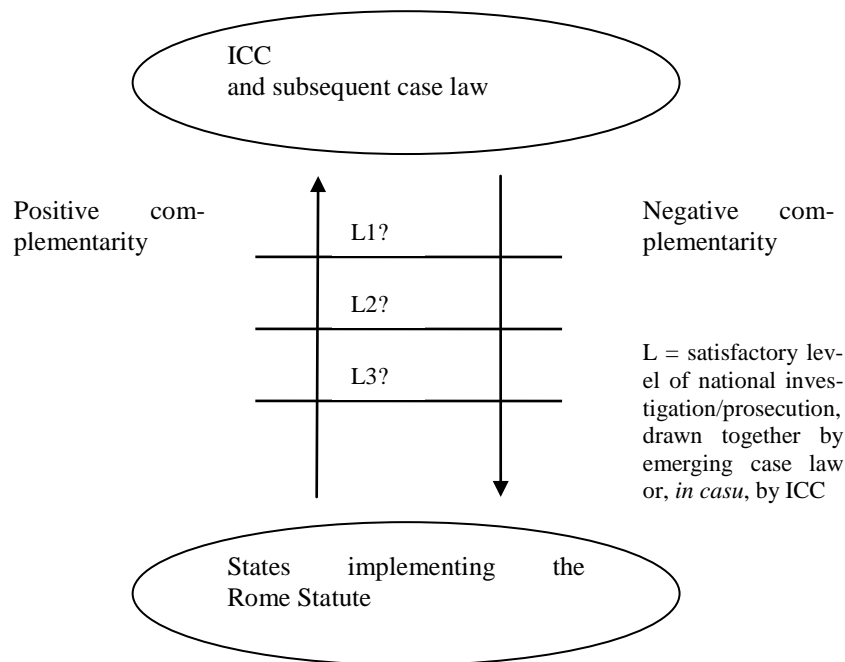 ICC
and subsequent case law
Positive com-
plementarity
Negative com-
plementarity
L1?
L2?
L3?
L = satisfactory lev-
el of national inves-
tigation/prosecution,
drawn together by
emerging case law
or, in casu, by ICC
States implementing the
Rome Statute